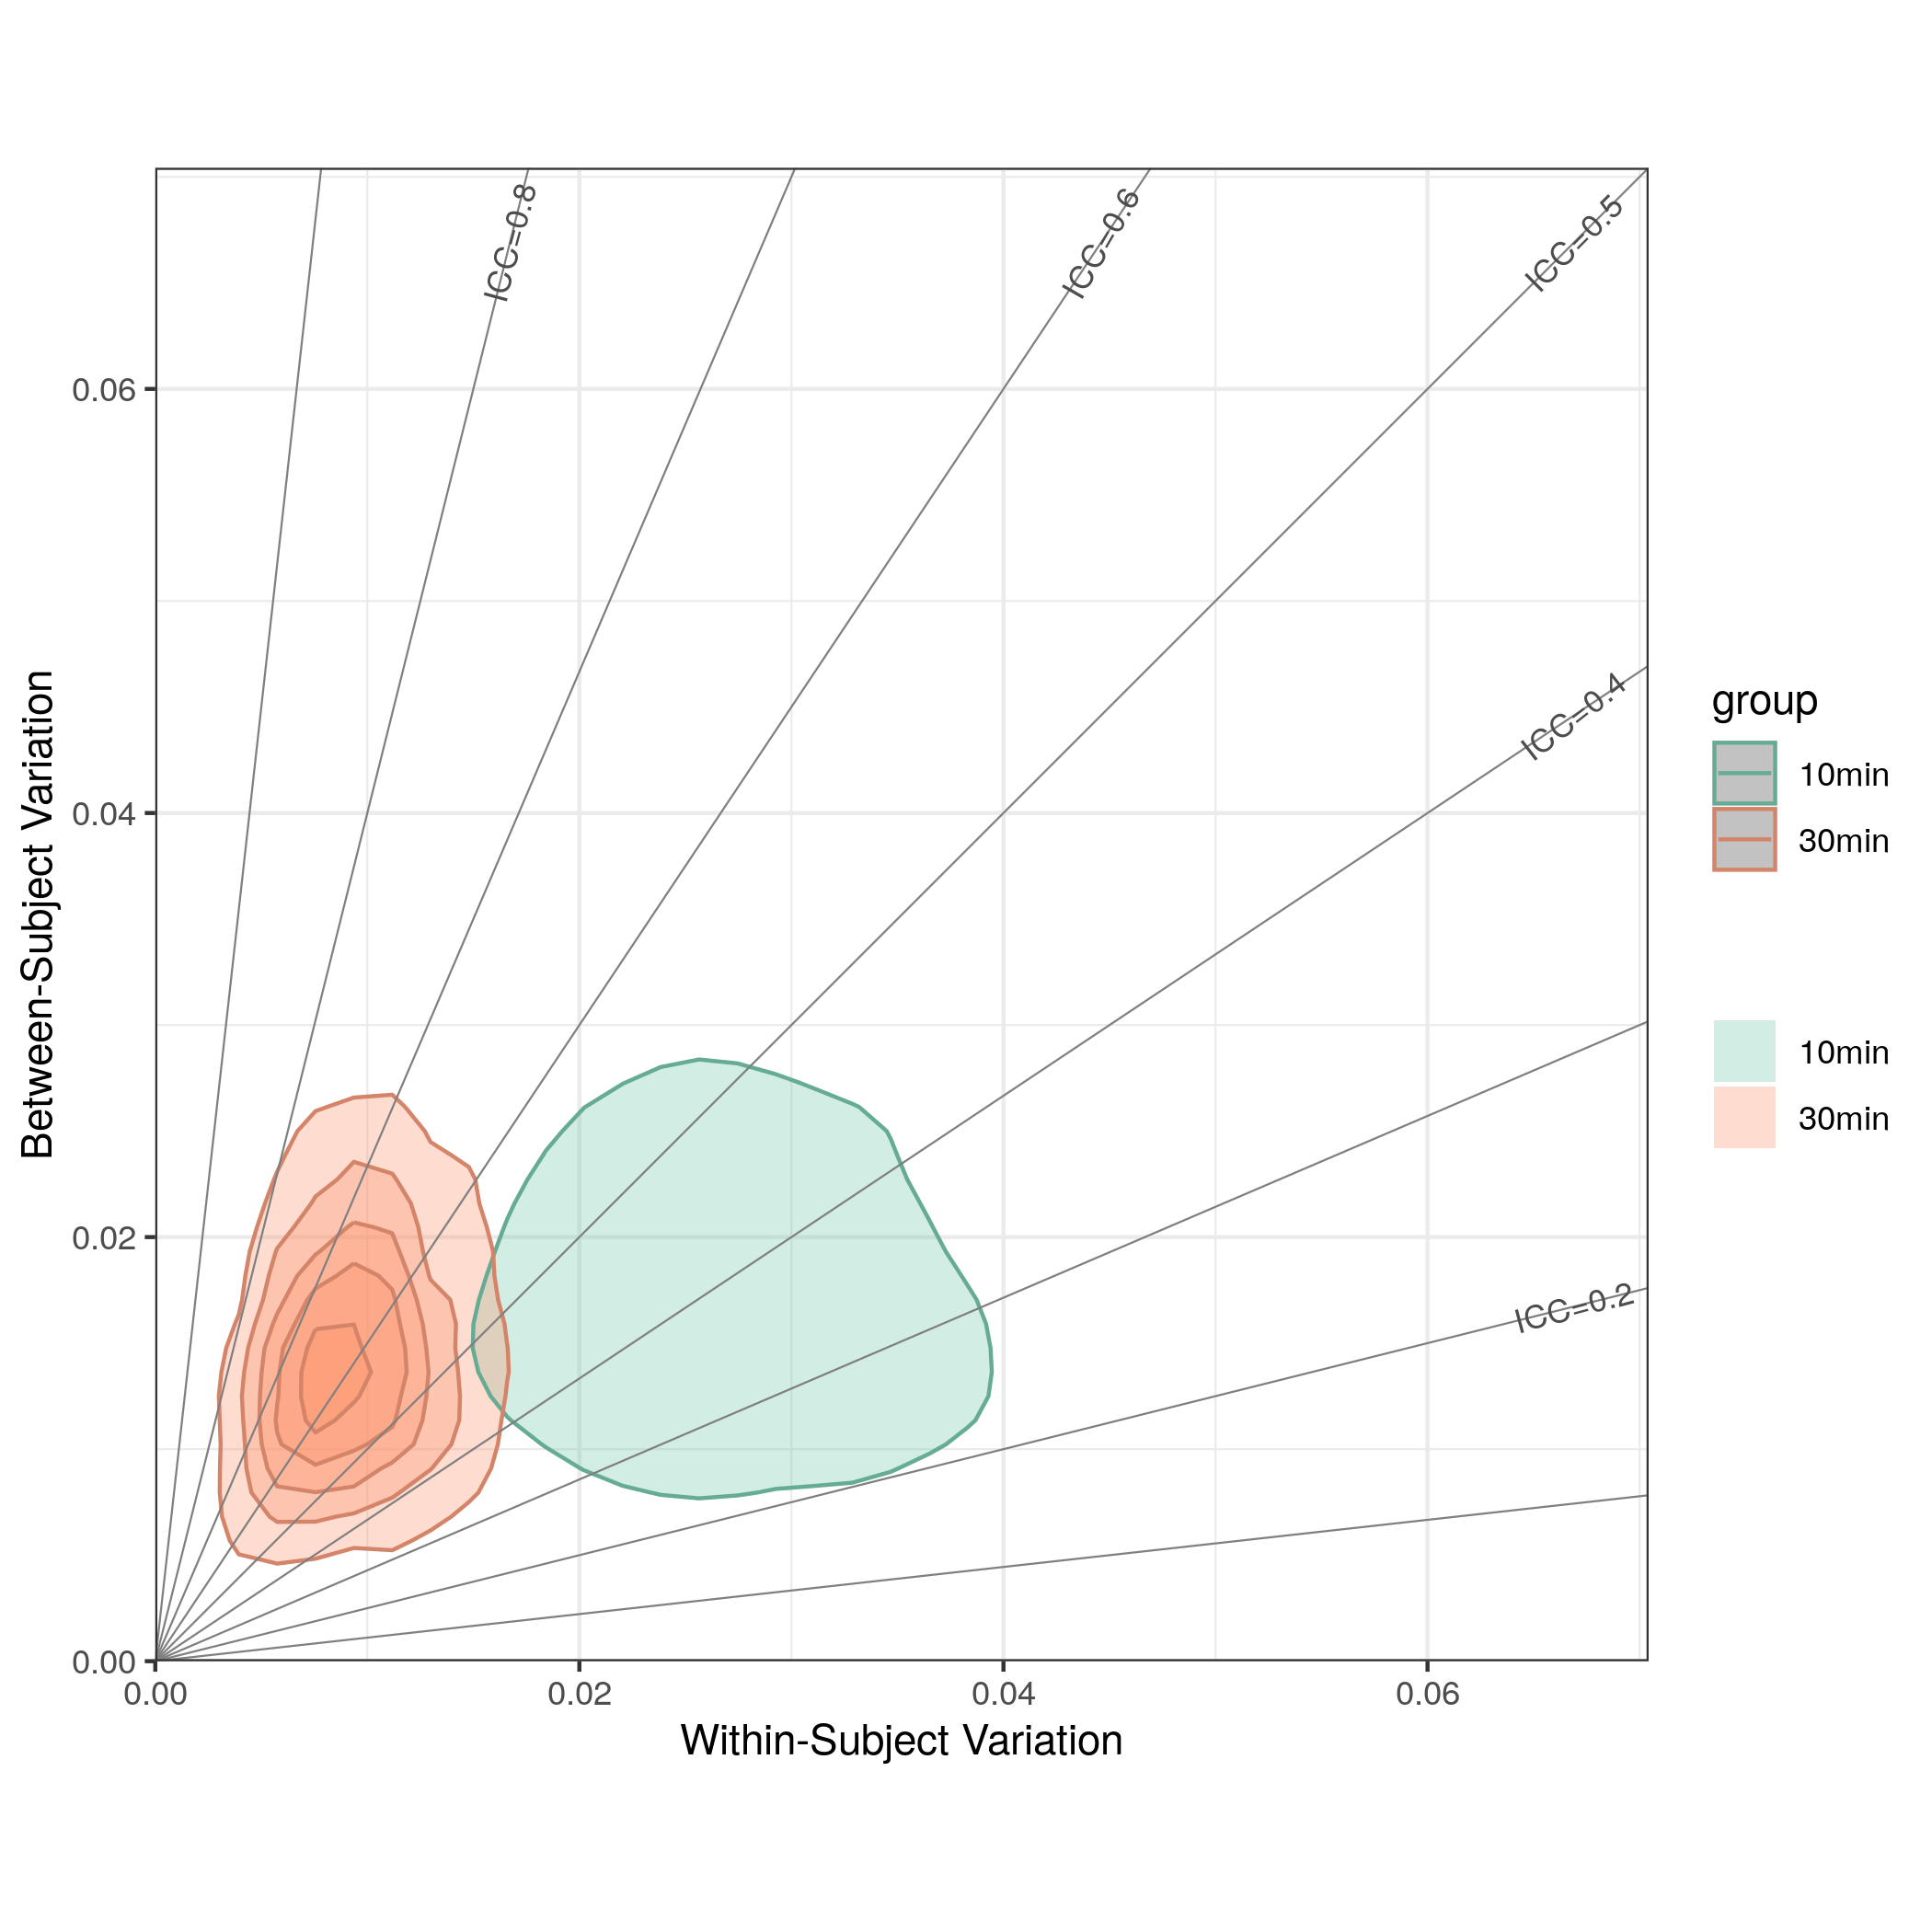 ICC=0.8
ICC=0.6
ICC=0.5
ICC=0.4
ICC=0.2
0.06
0.04
0.02
0.00
Between-Subject Variation
0.00
0.02
0.04
0.06
Within-Subject Variation
group
10min
30min
10min
30min